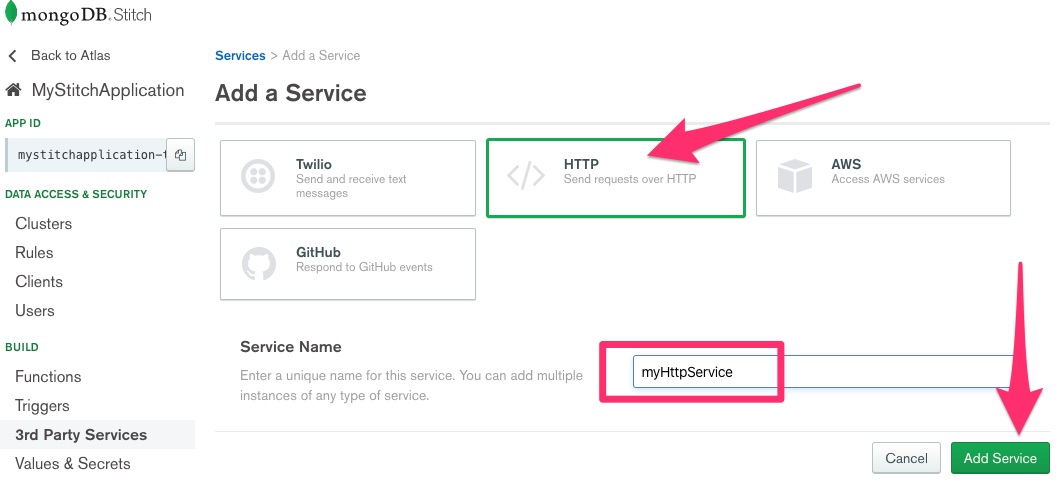 mongoDB. Stitch
Back to Atlas
MyStitchApplication
APP ID
mystitchapplication-
DATA ACCESS & SECURITY
Clusters
Rules
Clients
Users
BUILD
Functions
Triggers
3rd Party Services
Values & Secrets
Services > Add a Service
Add a Service
Twilio
Send and receive text
messages
HTTP
Send requests over HTTP
AWS
Access AWS services
GitHub
Respond to GitHub events
Service Name
Enter a unique name for this service. You can add multiple
instances of any type of service.
myHttpService
Cancel
Add Service